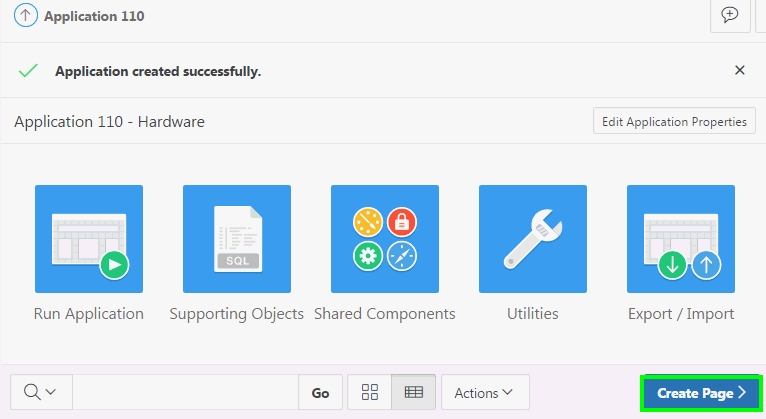 Application 110
Application created successfully.
Application 110 - Hardware
Edit Application Properties
SQL
Run Application
Supporting Objects
Shared Components
Utilities
Export / Import
Go
Actions
Create Page